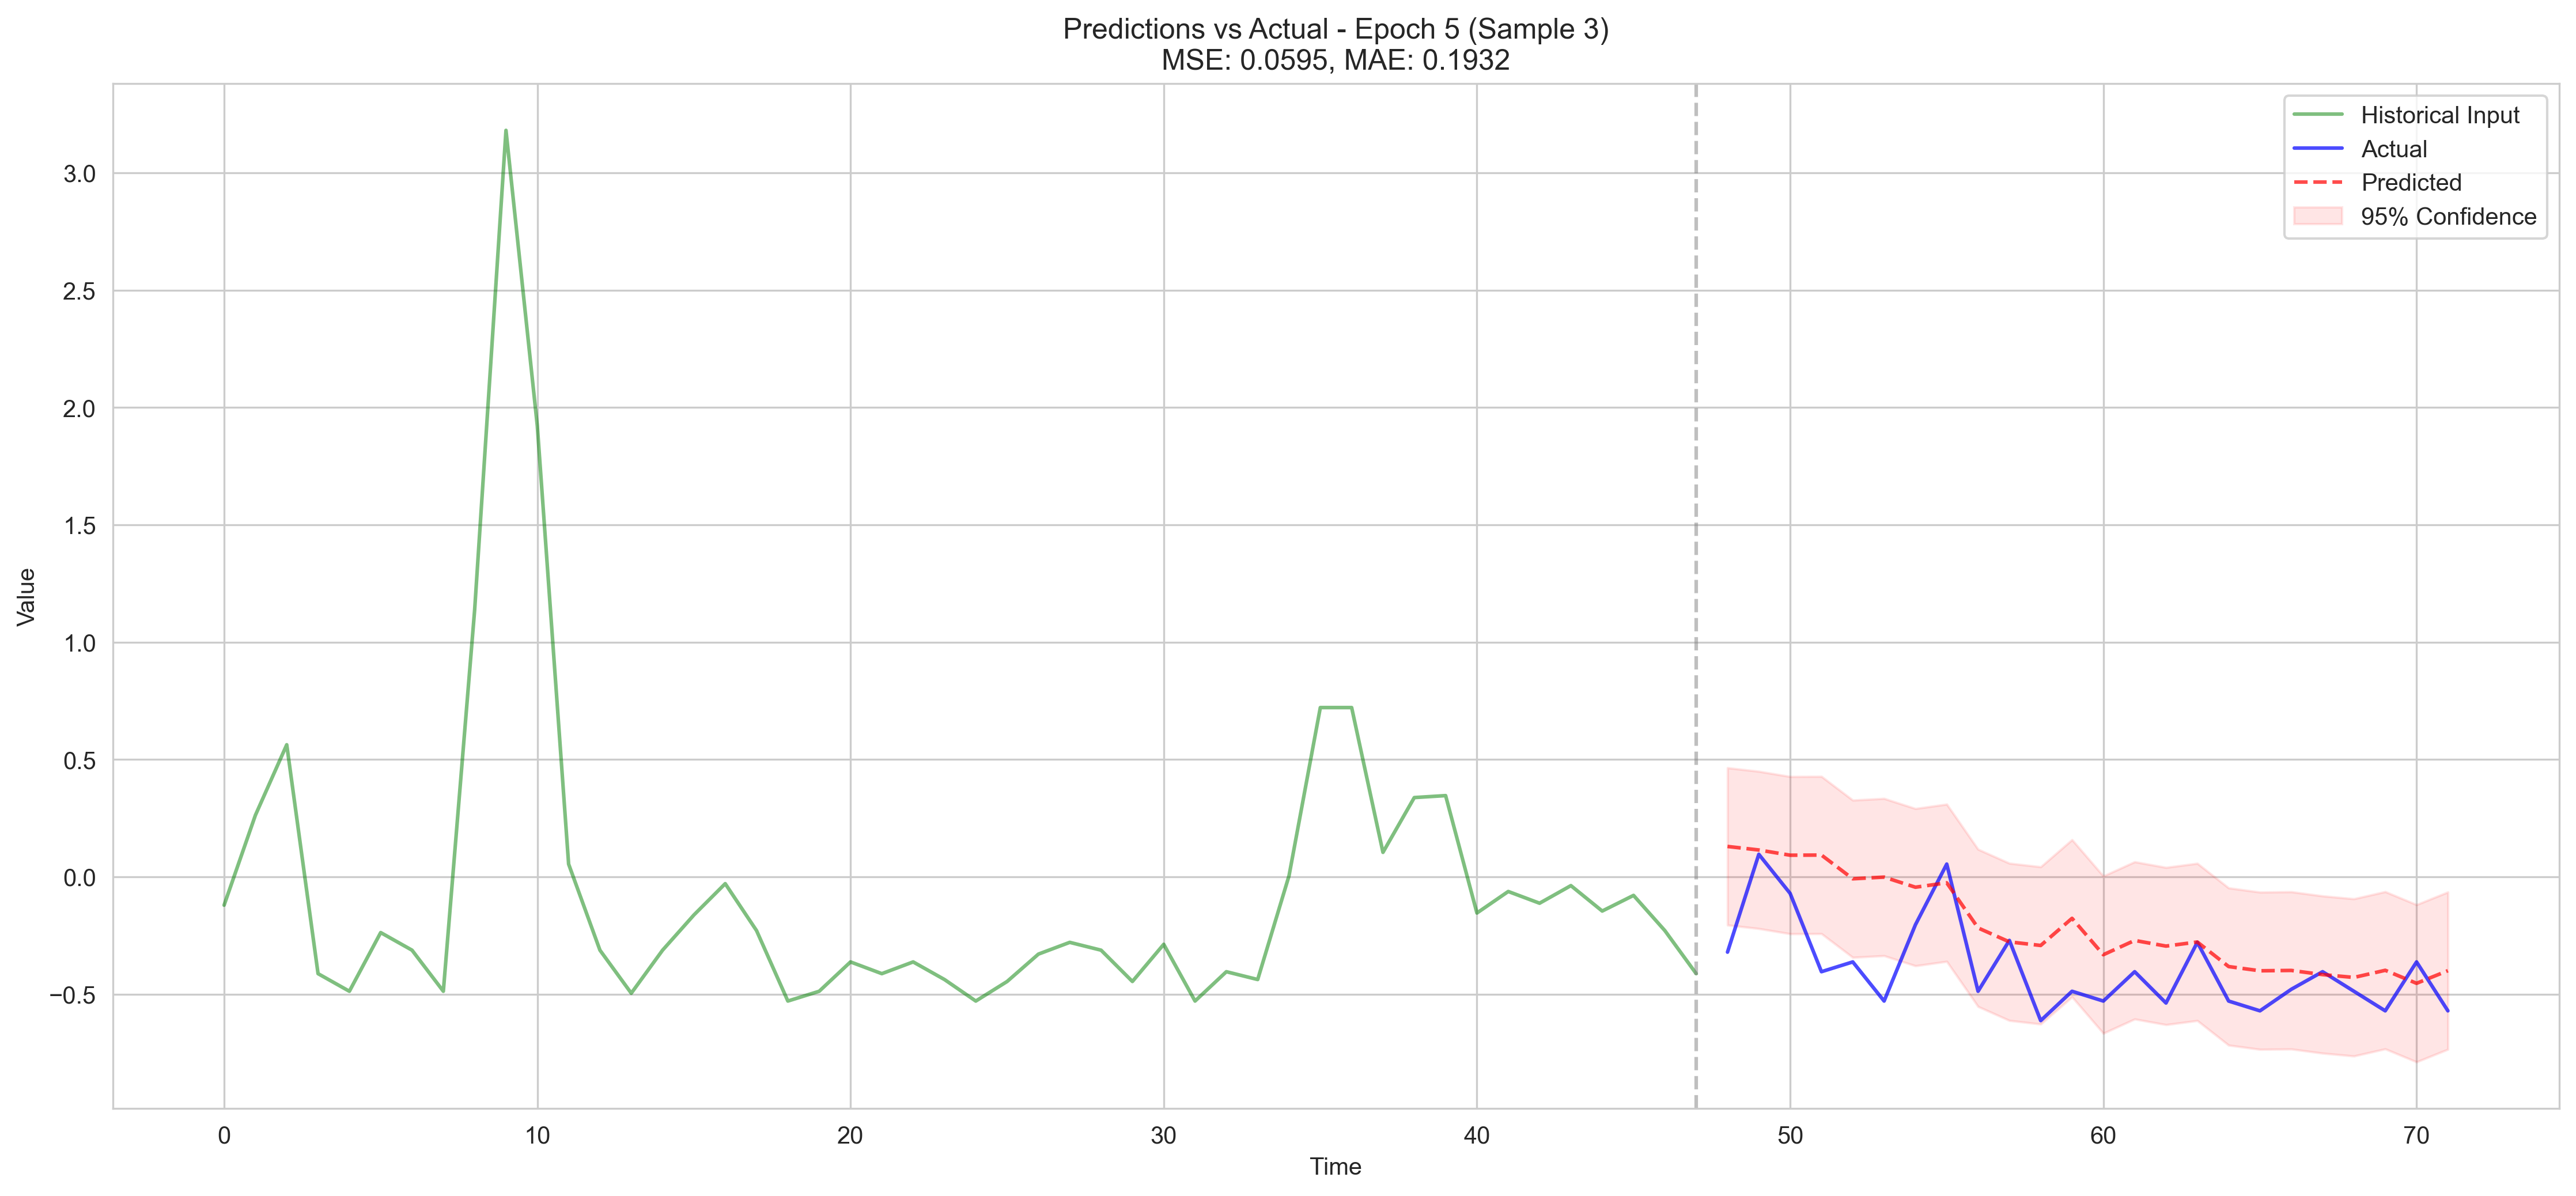 Predictions vs Actual - Epoch 5 (Sample 3)
MSE: 0.0595, MAE: 0.1932
Historical Input
Actual
Predicted
95% Confidence
Value
3.0
2.5
2.0
1.5
1.0
0.5
0.0
−0.5
0 10 20 30 40 50 60 70
Time